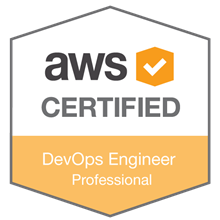 aws
CERTIFIED
DevOps Engineer
Professional